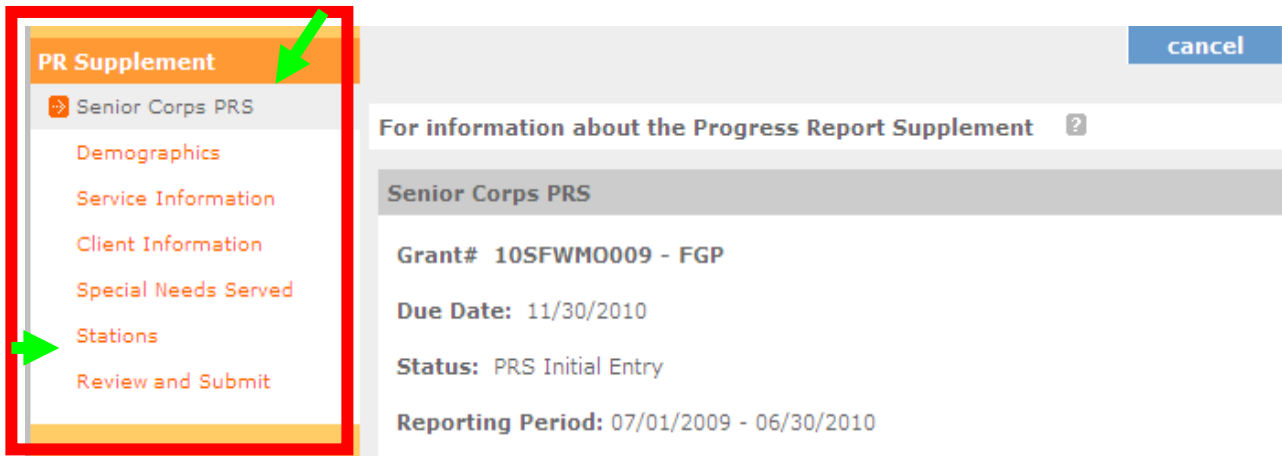 PR Supplement
Senior Corps PRS
Demographics
Service Information
Client Information
Special Needs Served
Stations
Review and Submit
cancel
For information about the Progress Report Supplement ?
Senior Corps PRS
Grant# 10SFWMO009 - FGP
Due Date: 11/30/2010
Status: PRS Initial Entry
Reporting Period: 07/01/2009 - 06/30/2010